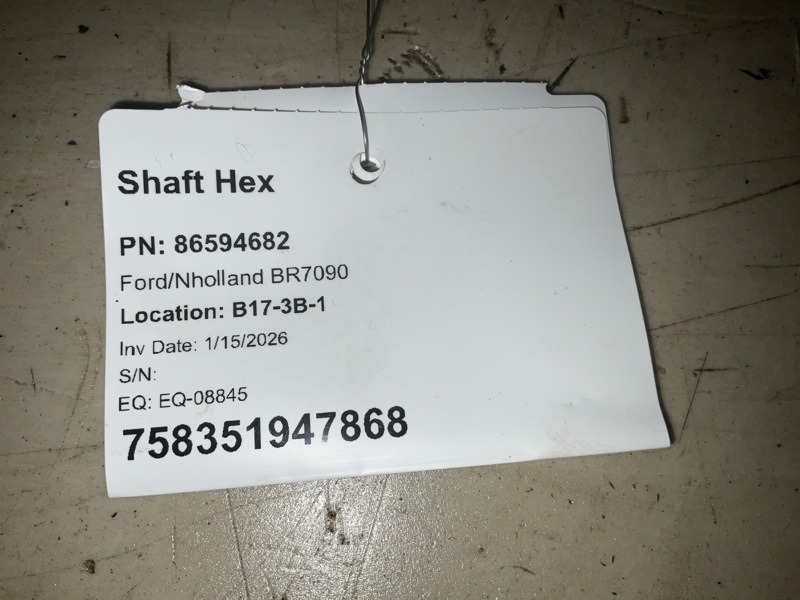 Shaft Hex
PN: 86594682
Ford/Nholland BR7090
Location: B17-3B-1
Inv Date: 1/15/2026
S/N:
EQ: EQ-08845
758351947868